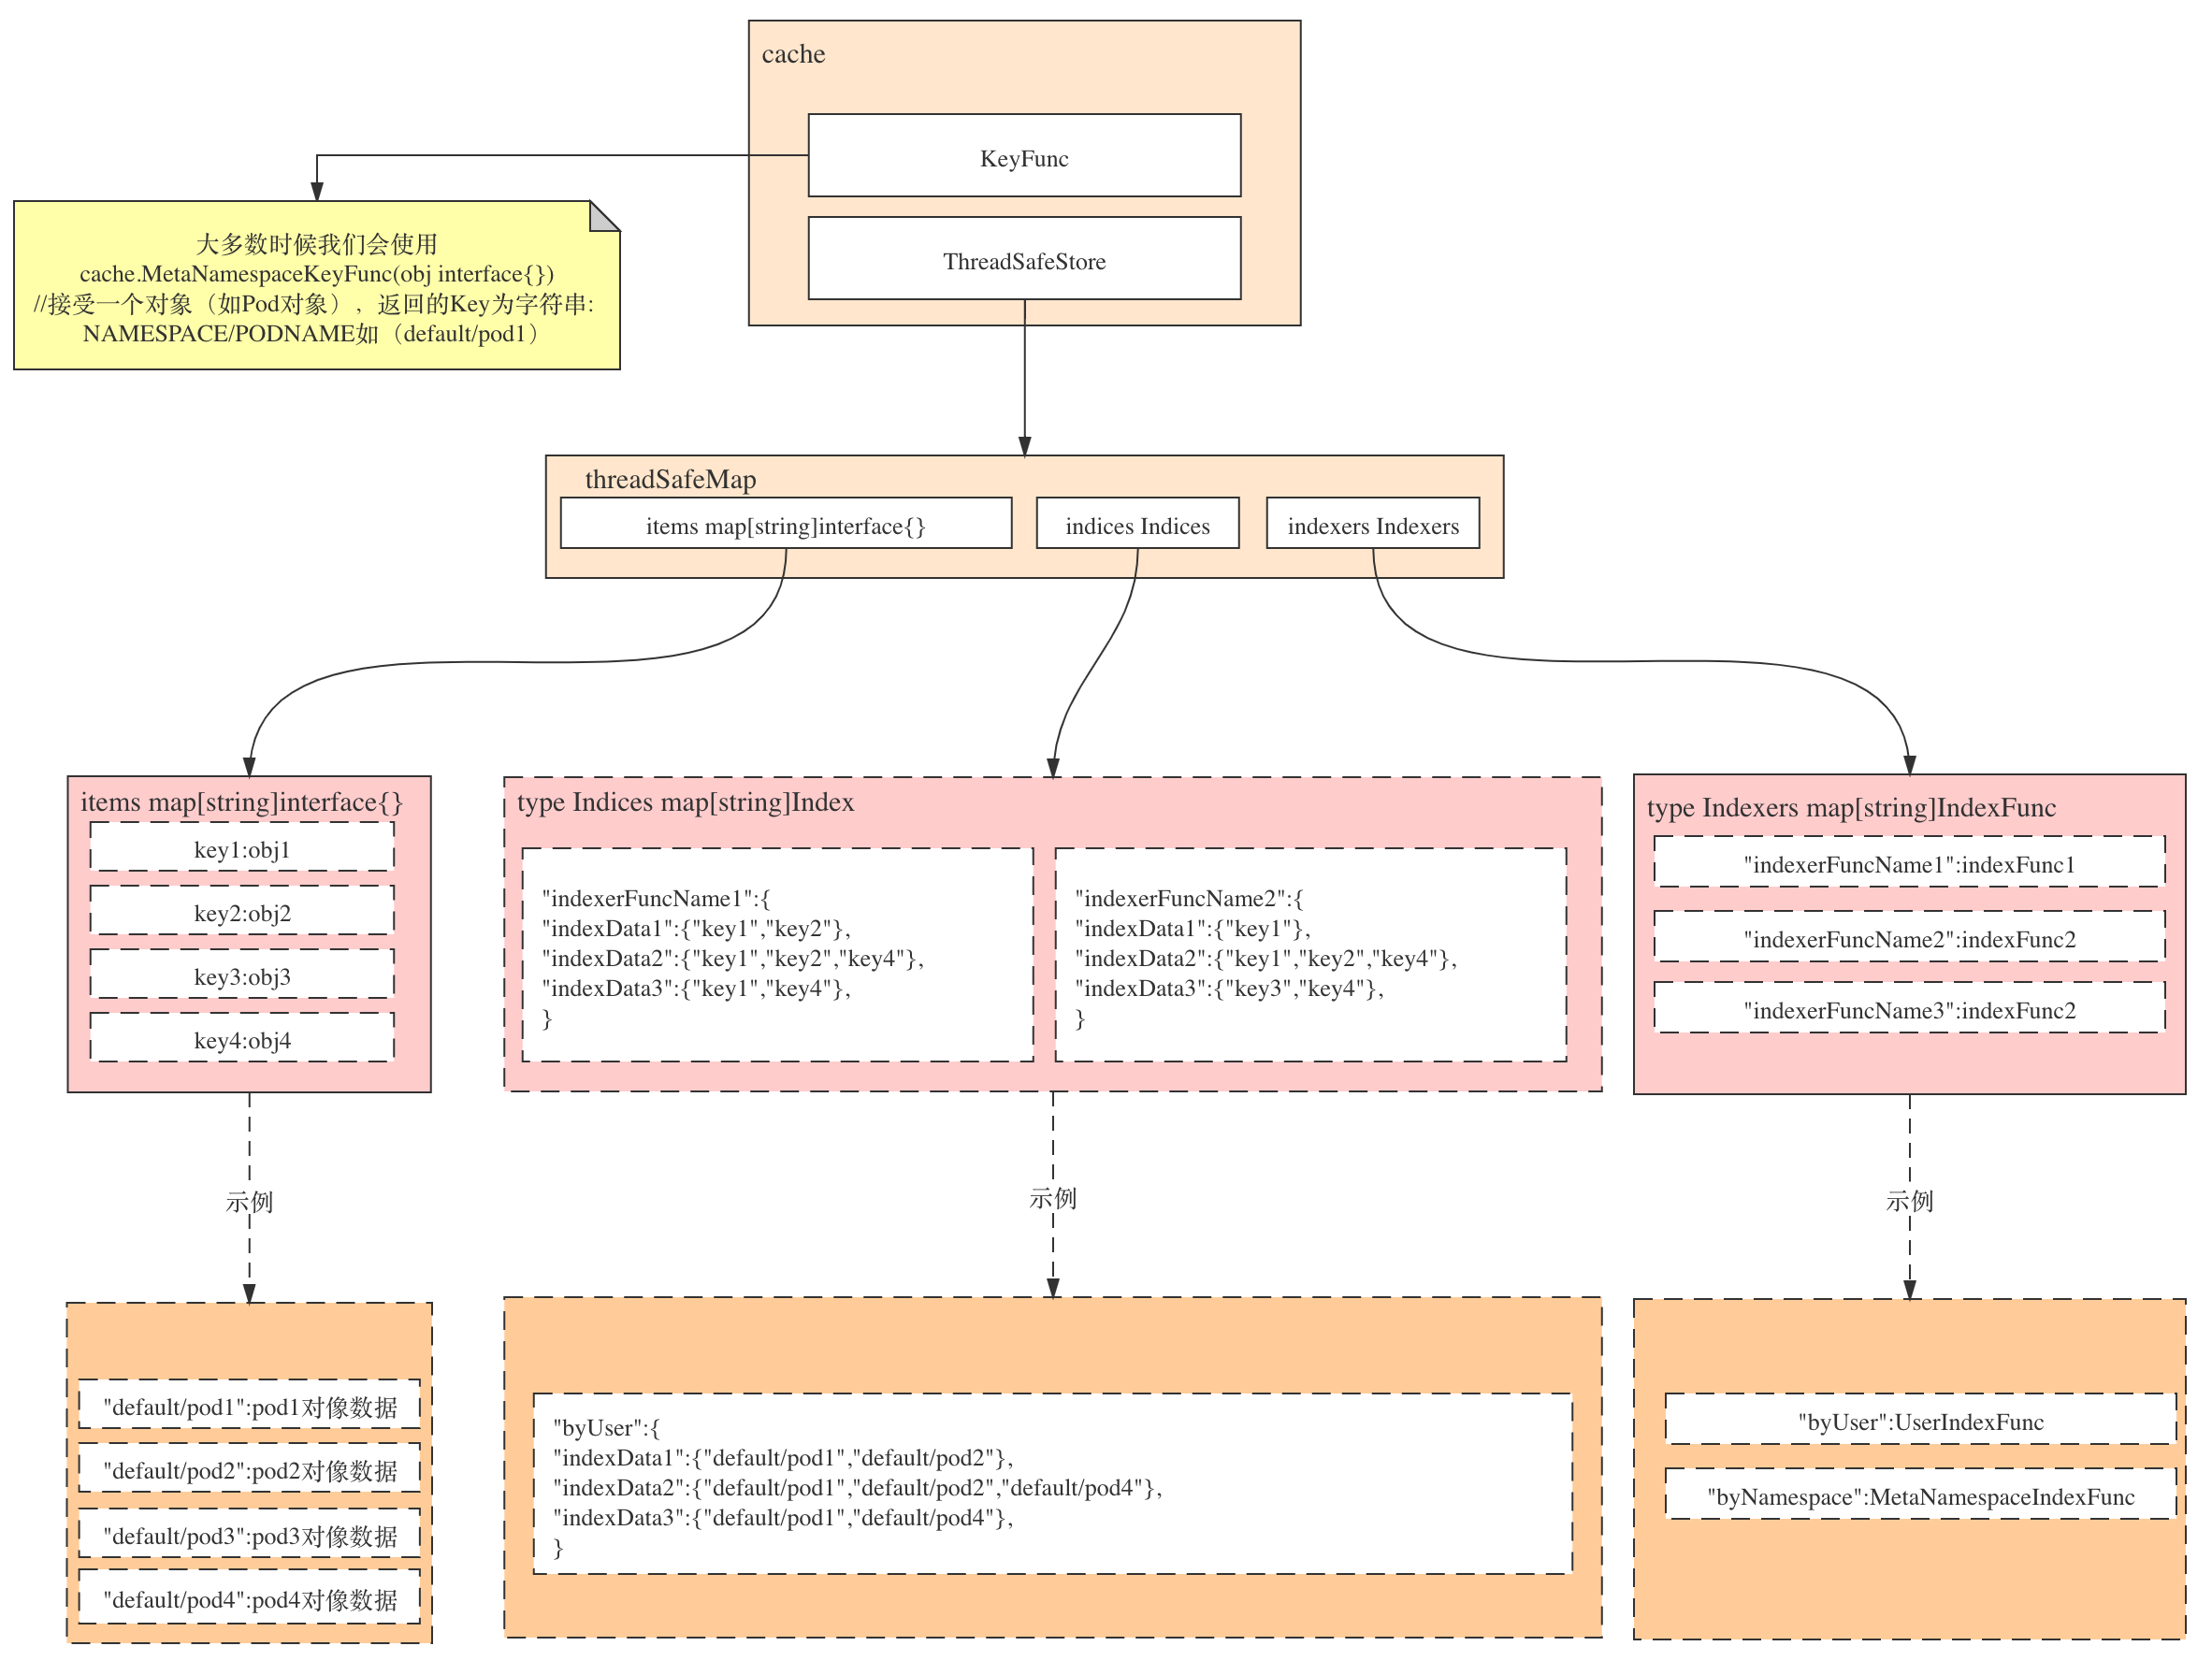 cache
KeyFunc
ThreadSafeStore
大多数时候我们会使用
cache.MetaNamespaceKeyFunc(obj interface{})
//接受一个对象（如Pod对象），返回的Key为字符串:
NAMESPACE/PODNAME如（default/pod1）
threadSafeMap
items map[string]interface{}
indices Indices
indexers Indexers
items map[string]interface{}
key1:obj1
key2:obj2
key3:obj3
key4:obj4
type Indices map[string]Index
"indexerFuncName1":{
"indexData1":{"key1","key2"},
"indexData2":{"key1","key2","key4"},
"indexData3":{"key1","key4"},
}
"indexerFuncName2":{
"indexData1":{"key1"},
"indexData2":{"key1","key2","key4"},
"indexData3":{"key3","key4"},
}
type Indexers map[string]IndexFunc
"indexerFuncName1":indexFunc1
"indexerFuncName2":indexFunc2
"indexerFuncName3":indexFunc2
示例
示例
示例
"default/pod1":pod1对像数据
"default/pod2":pod2对像数据
"default/pod3":pod3对像数据
"default/pod4":pod4对像数据
"byUser":{
"indexData1":{"default/pod1","default/pod2"},
"indexData2":{"default/pod1","default/pod2","default/pod4"},
"indexData3":{"default/pod1","default/pod4"},
}
"byUser":UserIndexFunc
"byNamespace":MetaNamespaceIndexFunc